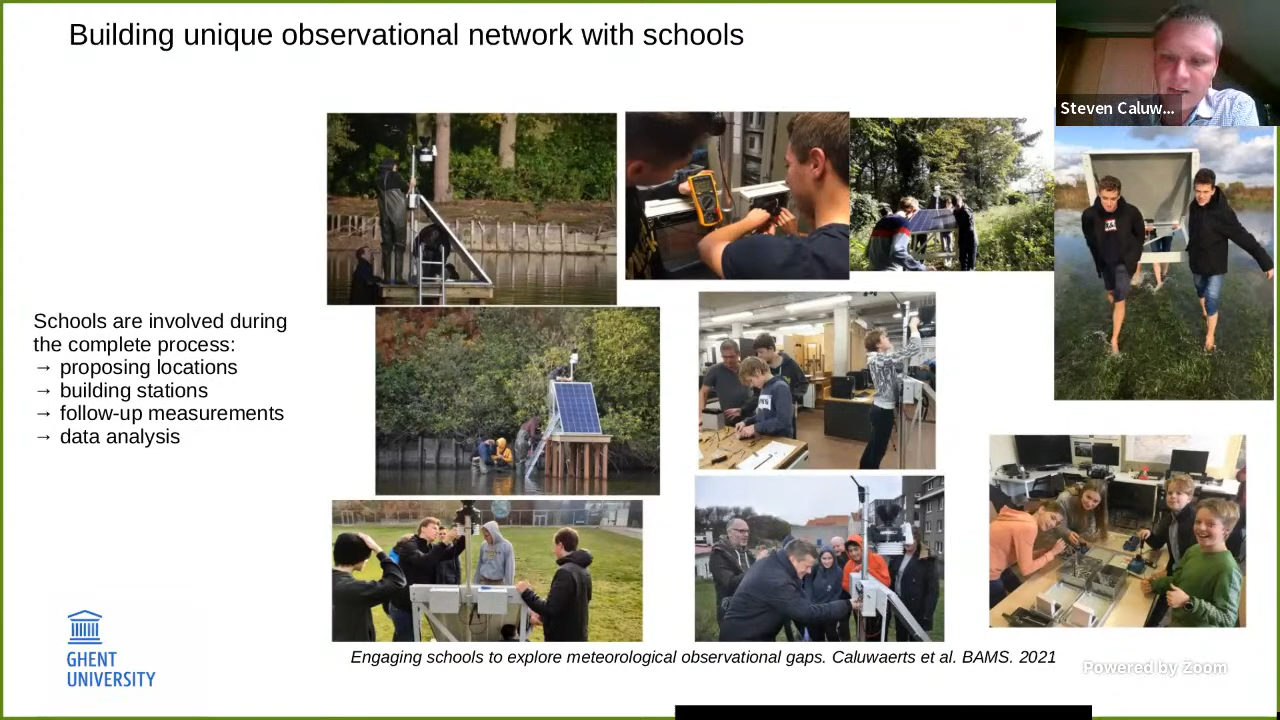 Building unique observational network with schools
Steven Caluw...
Schools are involved during
the complete process:
→ proposing locations
→ building stations
→ follow-up measurements
→ data analysis
GHENT
UNIVERSITY
Engaging schools to explore meteorological observational gaps. Caluwaerts et al. BAMS. 2021
Powered by Zoom